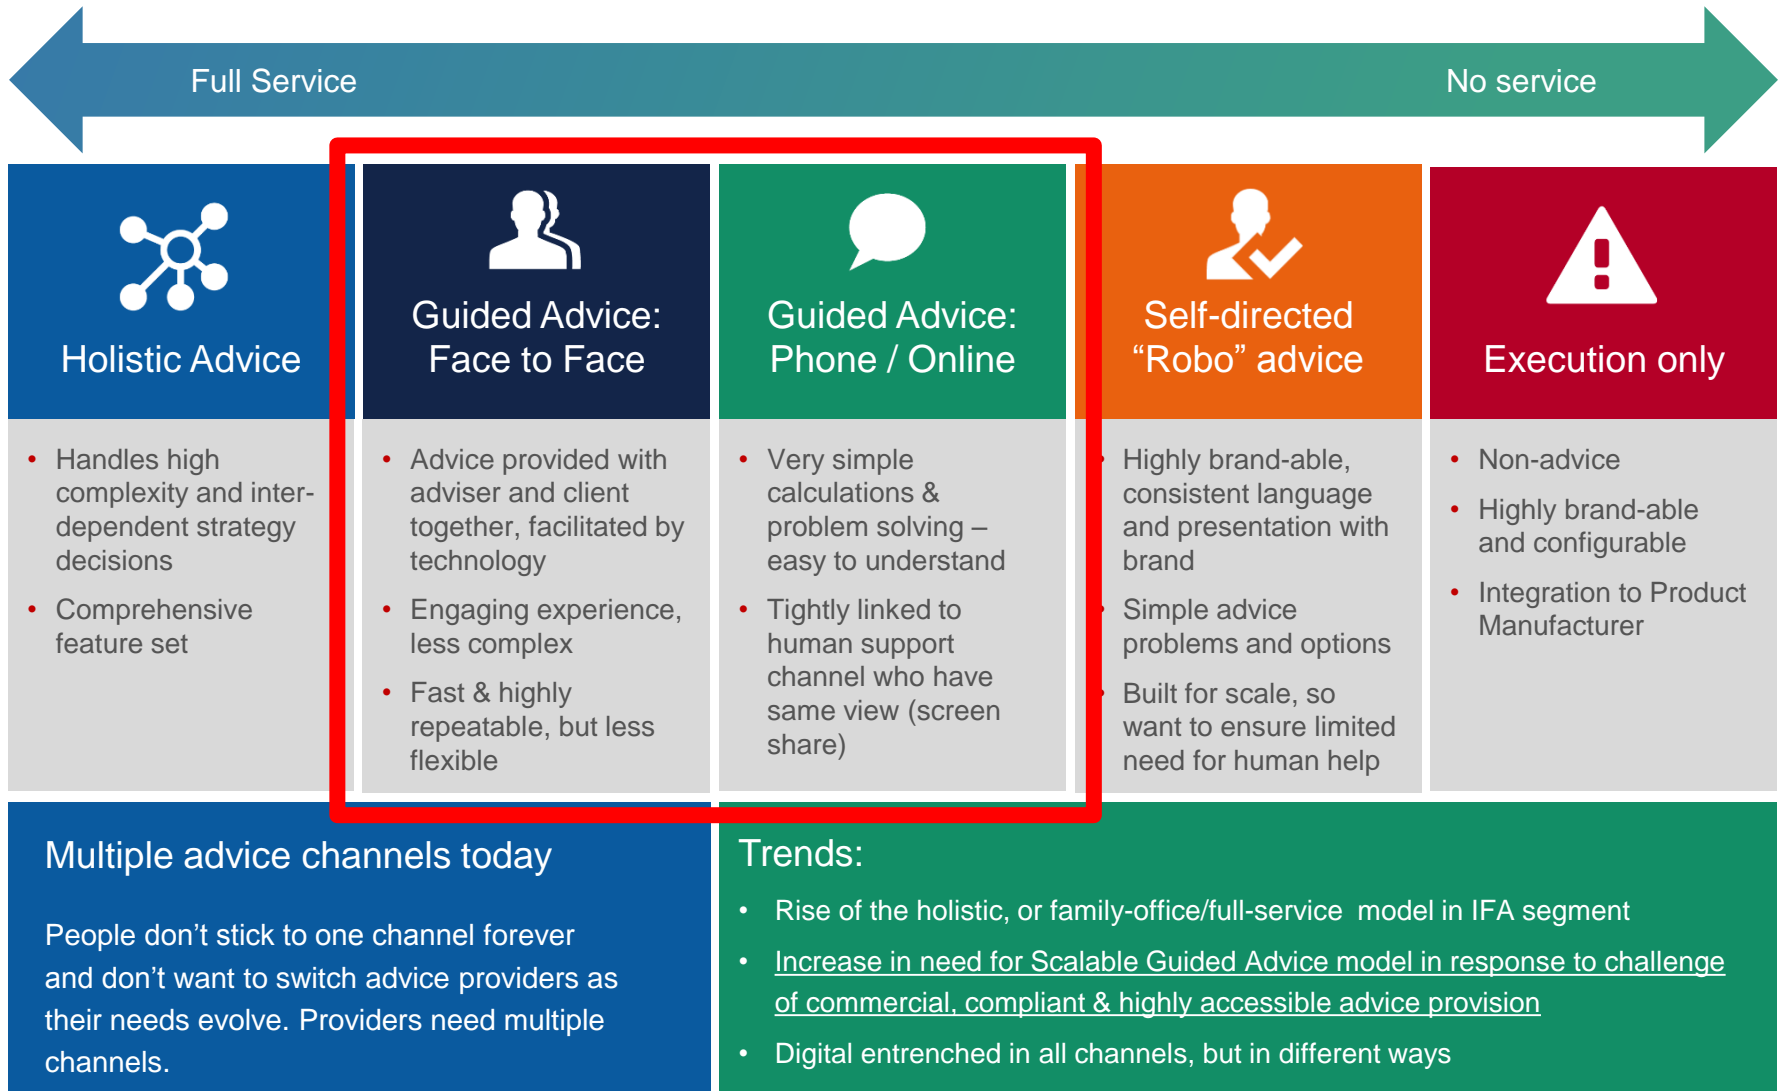 Full Service
No service
Holistic Advice
Guided Advice:
Face to Face
Guided Advice:
Phone / Online
Self-directed
“Robo” advice
Execution only
• Handles high
complexity and inter-
dependent strategy
decisions
• Comprehensive
feature set
• Advice provided with
adviser and client
together, facilitated by
technology
• Engaging experience,
less complex
• Fast & highly
repeatable, but less
flexible
• Very simple
calculations &
problem solving –
easy to understand
• Tightly linked to
human support
channel who have
same view (screen
share)
• Highly brand-able,
consistent language
and presentation with
brand
• Simple advice
problems and options
• Built for scale, so
want to ensure limited
need for human help
• Non-advice
• Highly brand-able
and configurable
• Integration to Product
Manufacturer
Multiple advice channels today
People don’t stick to one channel forever
and don’t want to switch advice providers as
their needs evolve. Providers need multiple
channels.
Trends:
• Rise of the holistic, or family-office/full-service model in IFA segment
• Increase in need for Scalable Guided Advice model in response to challenge
of commercial, compliant & highly accessible advice provision
• Digital entrenched in all channels, but in different ways